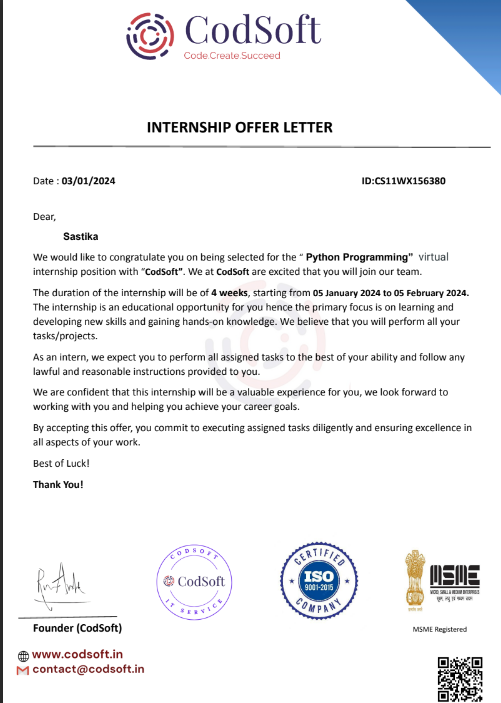 CodSoft
Code.Create.Succeed
INTERNSHIP OFFER LETTER
Date : 03/01/2024
ID:CS11WX156380
Dear,
Sastika
We would like to congratulate you on being selected for the “ Python Programming" virtual
internship position with “CodSoft”. We at CodSoft are excited that you will join our team.
The duration of the internship will be of 4 weeks, starting from 05 January 2024 to 05 February 2024.
The internship is an educational opportunity for you hence the primary focus is on learning and
developing new skills and gaining hands-on knowledge. We believe that you will perform all your
tasks/projects.
As an intern, we expect you to perform all assigned tasks to the best of your ability and follow any
lawful and reasonable instructions provided to you.
We are confident that this internship will be a valuable experience for you, we look forward to
working with you and helping you achieve your career goals.
By accepting this offer, you commit to executing assigned tasks diligently and ensuring excellence in
all aspects of your work.
Best of Luck!
Thank You!
CODSOFT
CodSoft
IT SERVICE
CERTIFIED
ISO
9001-2015
COMPANY
MSME
MICRO, SMALL & MEDIUM ENTERPRISES
सूक्ष्म, लघु एवं मध्यम उद्यम
Founder (CodSoft)
MSME Registered
www.codsoft.in
contact@codsoft.in